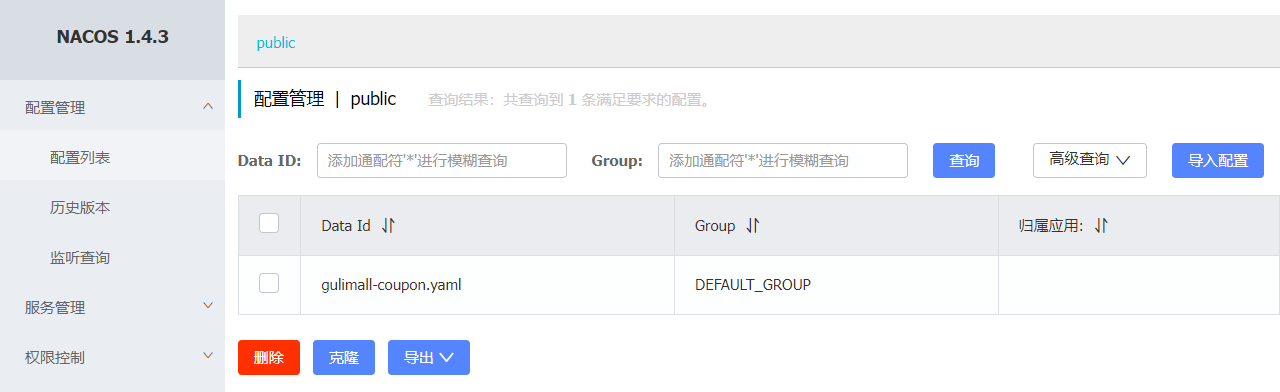 NACOS 1.4.3
配置管理
配置列表
历史版本
监听查询
服务管理
权限控制
public
配置管理 | public 查询结果：共查询到 1 条满足要求的配置。
Data ID: 添加通配符'*'进行模糊查询 Group: 添加通配符'*'进行模糊查询 查询 高级查询 导入配置
Data Id Group 归属应用:
gulimall-coupon.yaml DEFAULT_GROUP
删除 克隆 导出